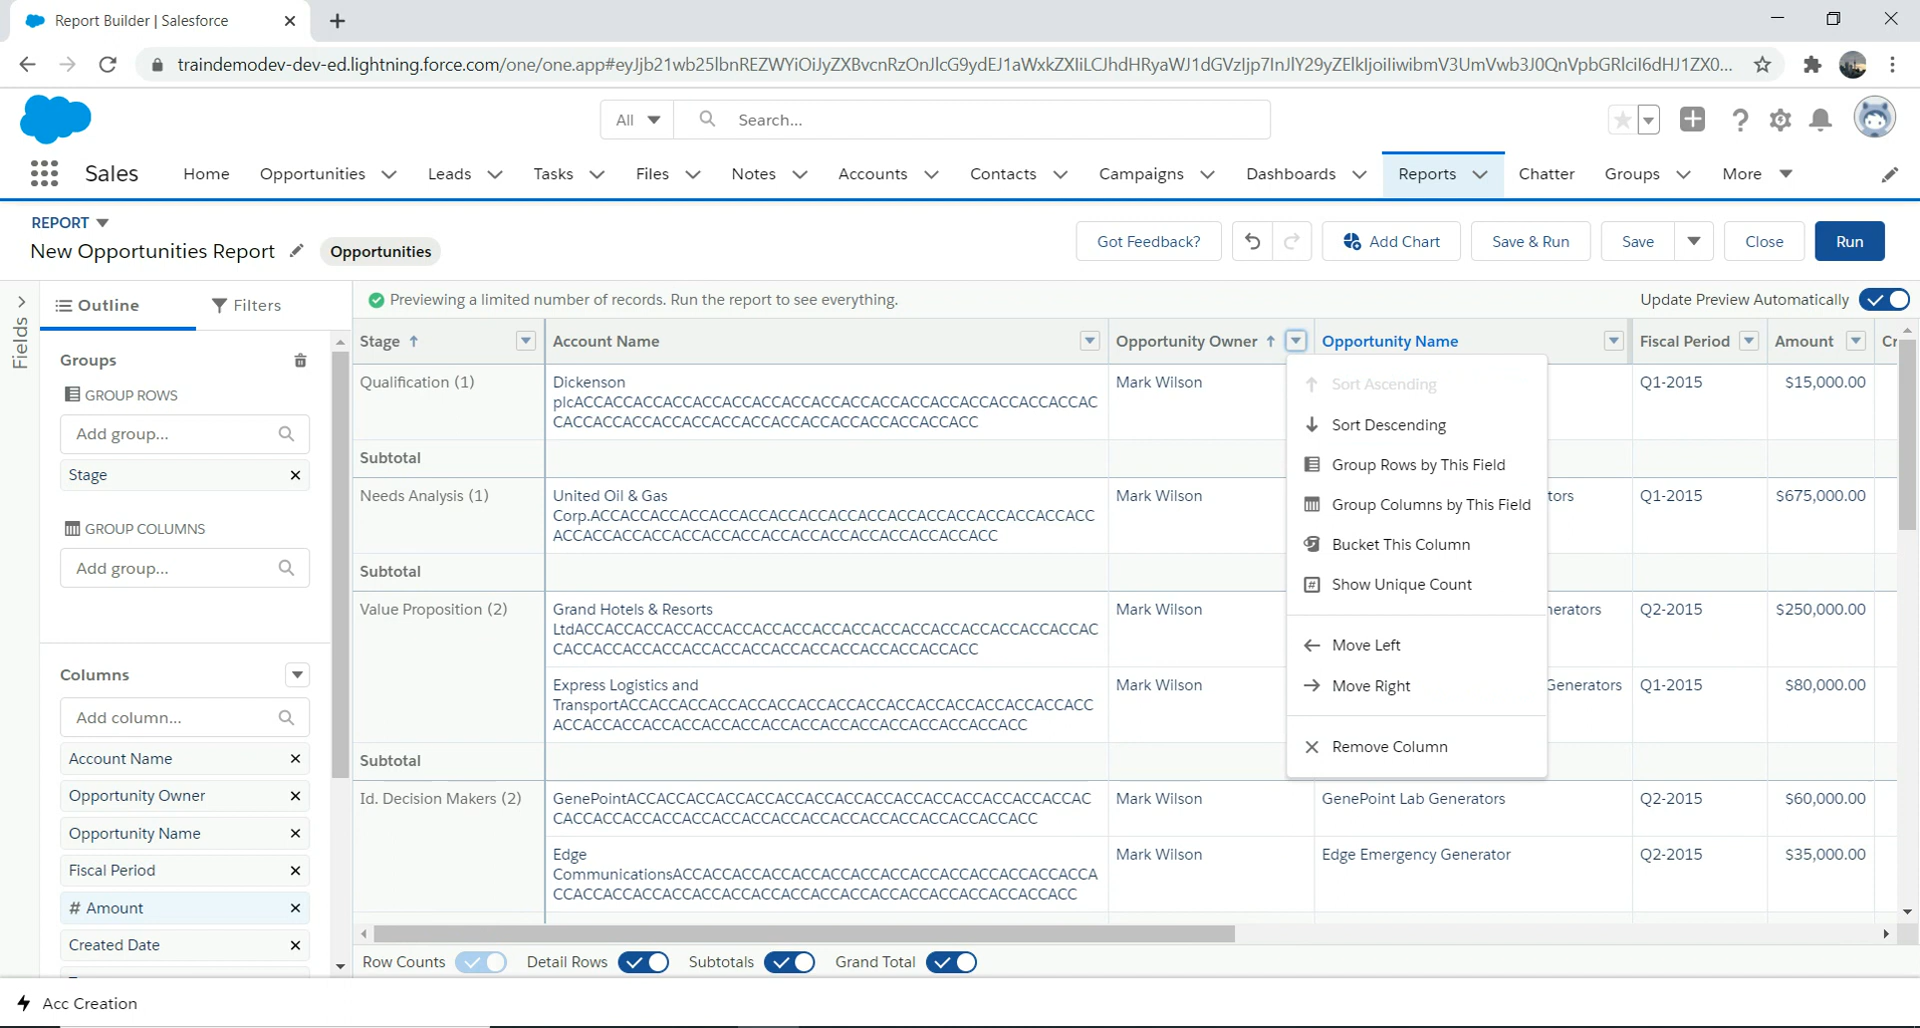 Report Builder | Salesforce
traindemodev-dev-ed.lightning.force.com/one/one.app#eyJjb21wb25lbnREZWYiOiJyZXBvcnRzOnJlcG9ydEJ1aWxkZXIiLCJhdHRyaWJ1dGVzIjp7InJlY29yZElkIjoiIiwibmV3UmVwb3J0QnVpbGRlciI6dHJ1ZX0...
All
Search...
Sales
Home
Opportunities
Leads
Tasks
Files
Notes
Accounts
Contacts
Campaigns
Dashboards
Reports
Chatter
Groups
More
REPORT
New Opportunities Report
Opportunities
Got Feedback?
Add Chart
Save & Run
Save
Close
Run
Fields
Outline
Filters
Previewing a limited number of records. Run the report to see everything.
Update Preview Automatically
Groups
GROUP ROWS
Add group...
Stage
GROUP COLUMNS
Add group...
Columns
Add column...
Account Name
Opportunity Owner
Opportunity Name
Fiscal Period
# Amount
Created Date
Stage
Account Name
Opportunity Owner
Opportunity Name
Fiscal Period
Amount
Cr
Qualification (1)
Dickenson
plcACCACCACCACCACCACCACCACCACCACCACCACCACCACCACCACCACCAC
CACCACCACCACCACCACCACCACCACCACCACCACCACCACCACC
Mark Wilson
Q1-2015
$15,000.00
Subtotal
Needs Analysis (1)
United Oil & Gas
Corp.ACCACCACCACCACCACCACCACCACCACCACCACCACCACCACCACCACC
ACCACCACCACCACCACCACCACCACCACCACCACCACCACCACCACC
Mark Wilson
tors
Q1-2015
$675,000.00
Subtotal
Value Proposition (2)
Grand Hotels & Resorts
LtdACCACCACCACCACCACCACCACCACCACCACCACCACCACCACCACCACCAC
CACCACCACCACCACCACCACCACCACCACCACCACCACCACCACC
Mark Wilson
nerators
Q2-2015
$250,000.00
Express Logistics and
TransportACCACCACCACCACCACCACCACCACCACCACCACCACCACCACCACC
ACCACCACCACCACCACCACCACCACCACCACCACCACCACCACCACCACC
Mark Wilson
Generators
Q1-2015
$80,000.00
Subtotal
Id. Decision Makers (2)
GenePointACCACCACCACCACCACCACCACCACCACCACCACCACCACCACCAC
CACCACCACCACCACCACCACCACCACCACCACCACCACCACCACCACCACC
Mark Wilson
GenePoint Lab Generators
Q2-2015
$60,000.00
Edge
CommunicationsACCACCACCACCACCACCACCACCACCACCACCACCACCACCA
CCACCACCACCACCACCACCACCACCACCACCACCACCACCACCACCACCACC
Mark Wilson
Edge Emergency Generator
Q2-2015
$35,000.00
Sort Ascending
Sort Descending
Group Rows by This Field
Group Columns by This Field
Bucket This Column
Show Unique Count
Move Left
Move Right
Remove Column
Row Counts
Detail Rows
Subtotals
Grand Total
Acc Creation